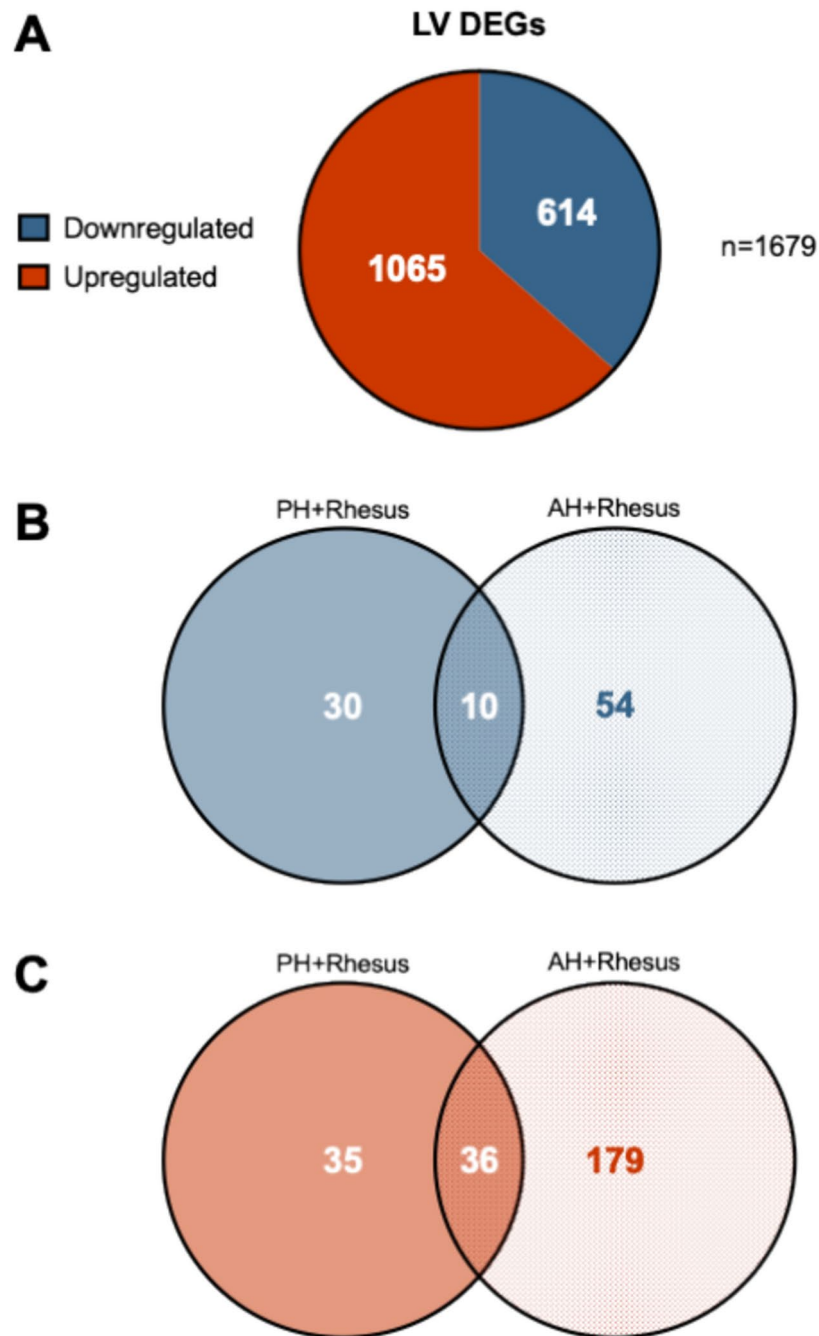 A
LV DEGs
Downregulated
Upregulated
614
1065
n=1679
B
PH+Rhesus
AH+Rhesus
30
10
54
C
PH+Rhesus
AH+Rhesus
35
36
179